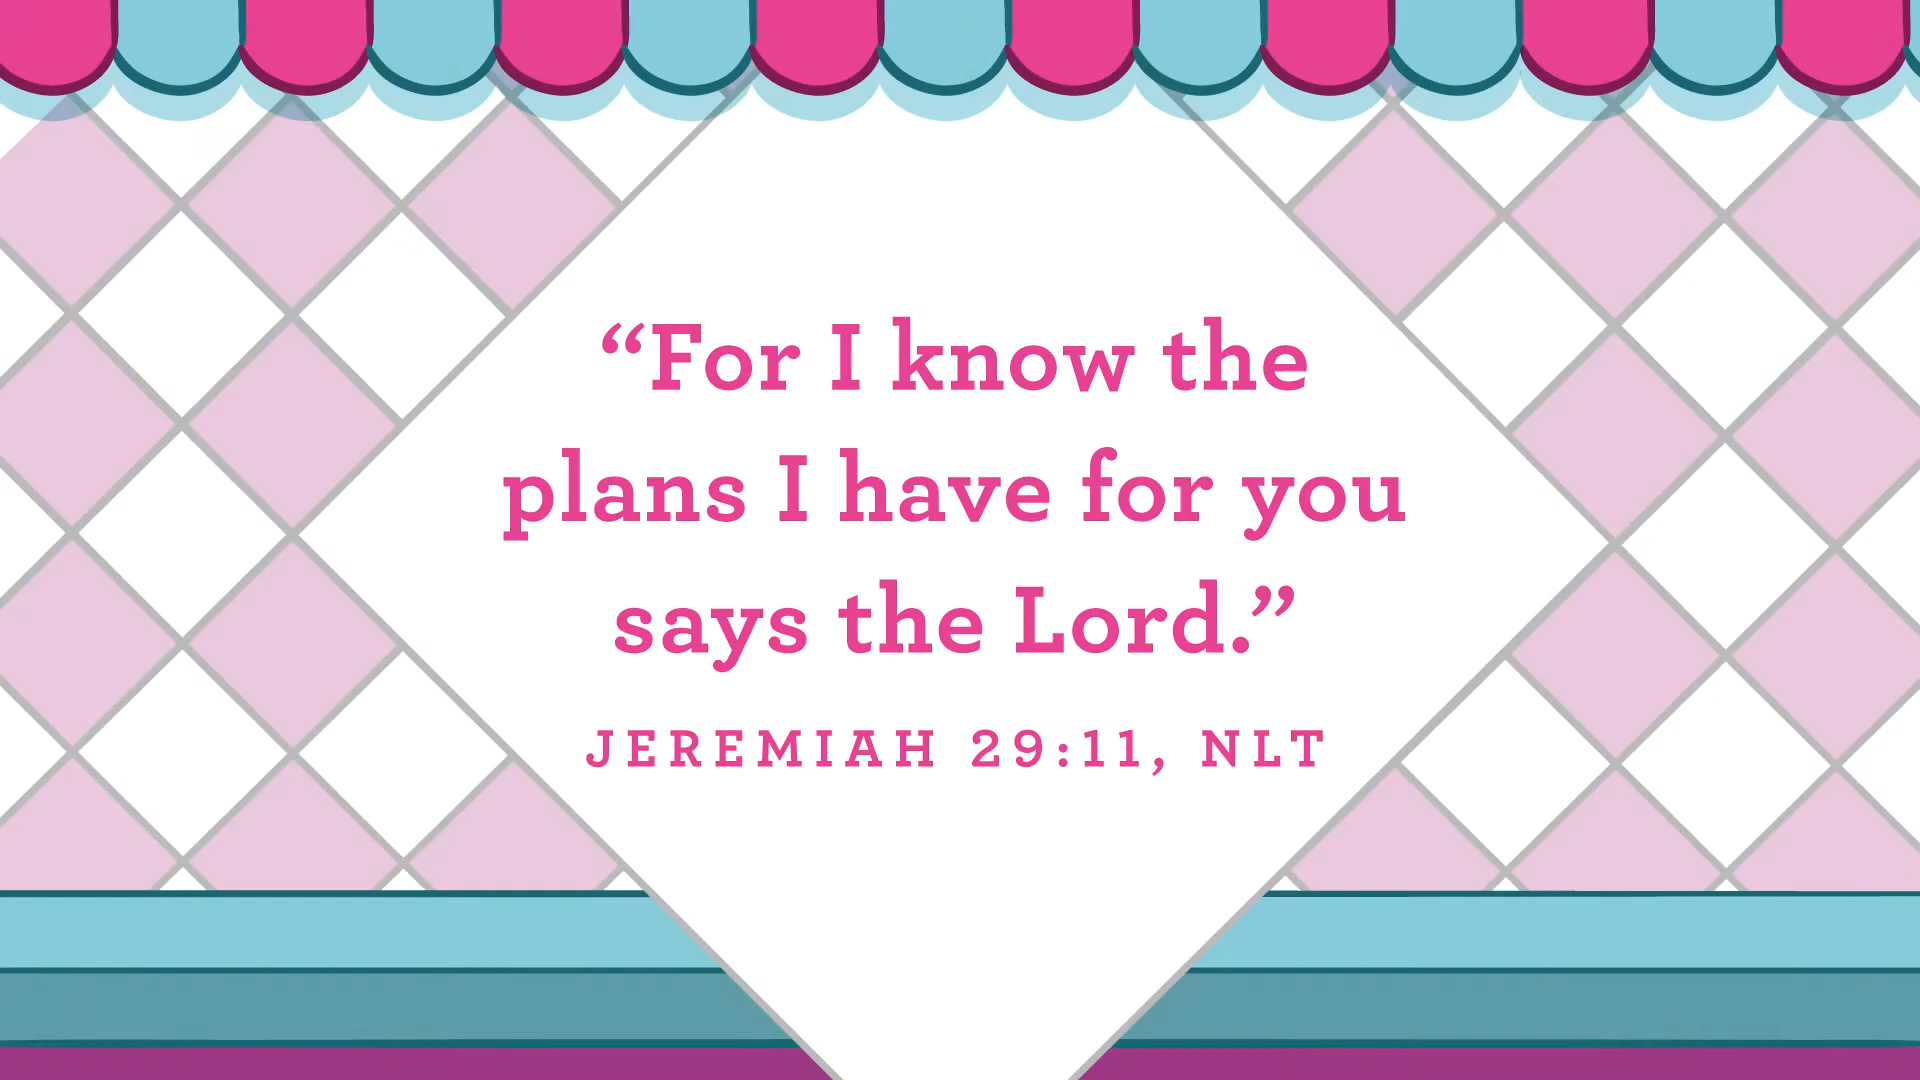 “For I know the
plans I have for you
says the Lord.”
JEREMIAH 29:11, NLT